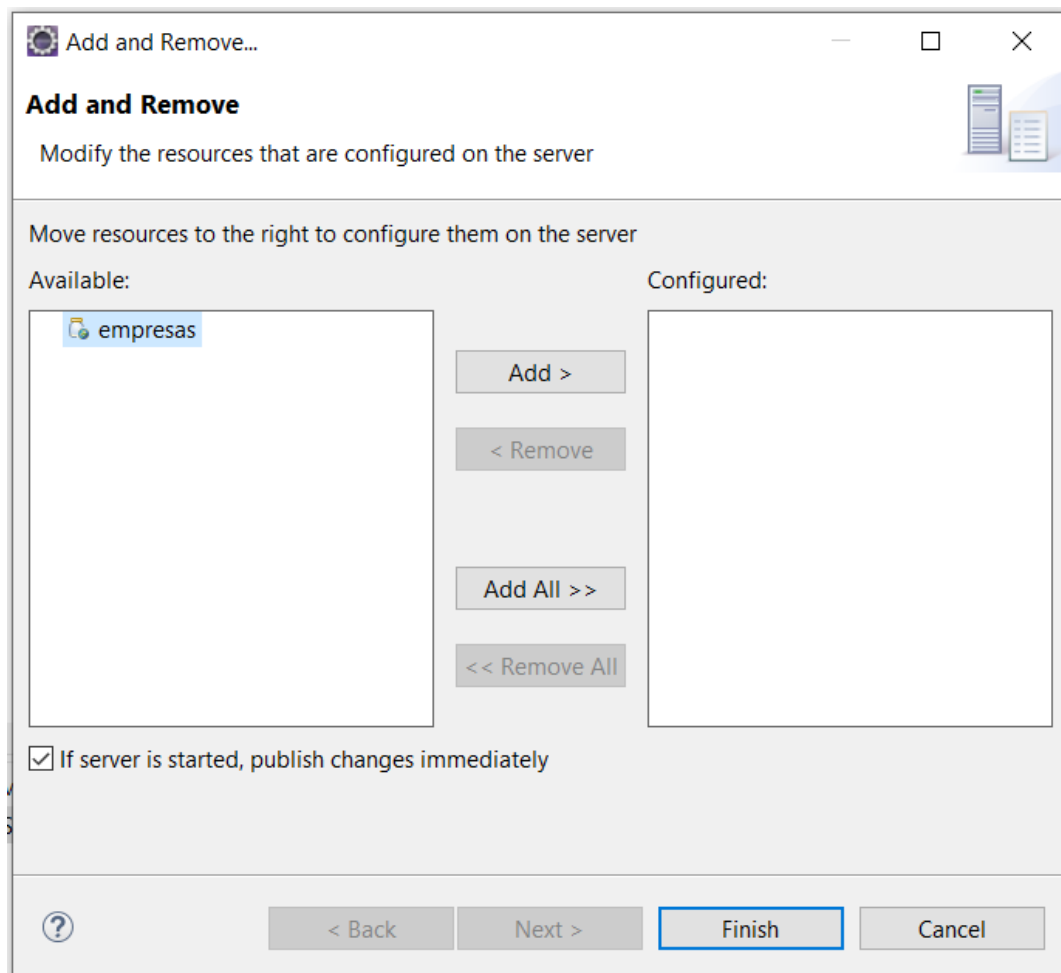 Add and Remove...
Add and Remove
Modify the resources that are configured on the server
Move resources to the right to configure them on the server
Available:
Configured:
empresas
Add >
< Remove
Add All >>
<< Remove All
If server is started, publish changes immediately
?
< Back
Next >
Finish
Cancel